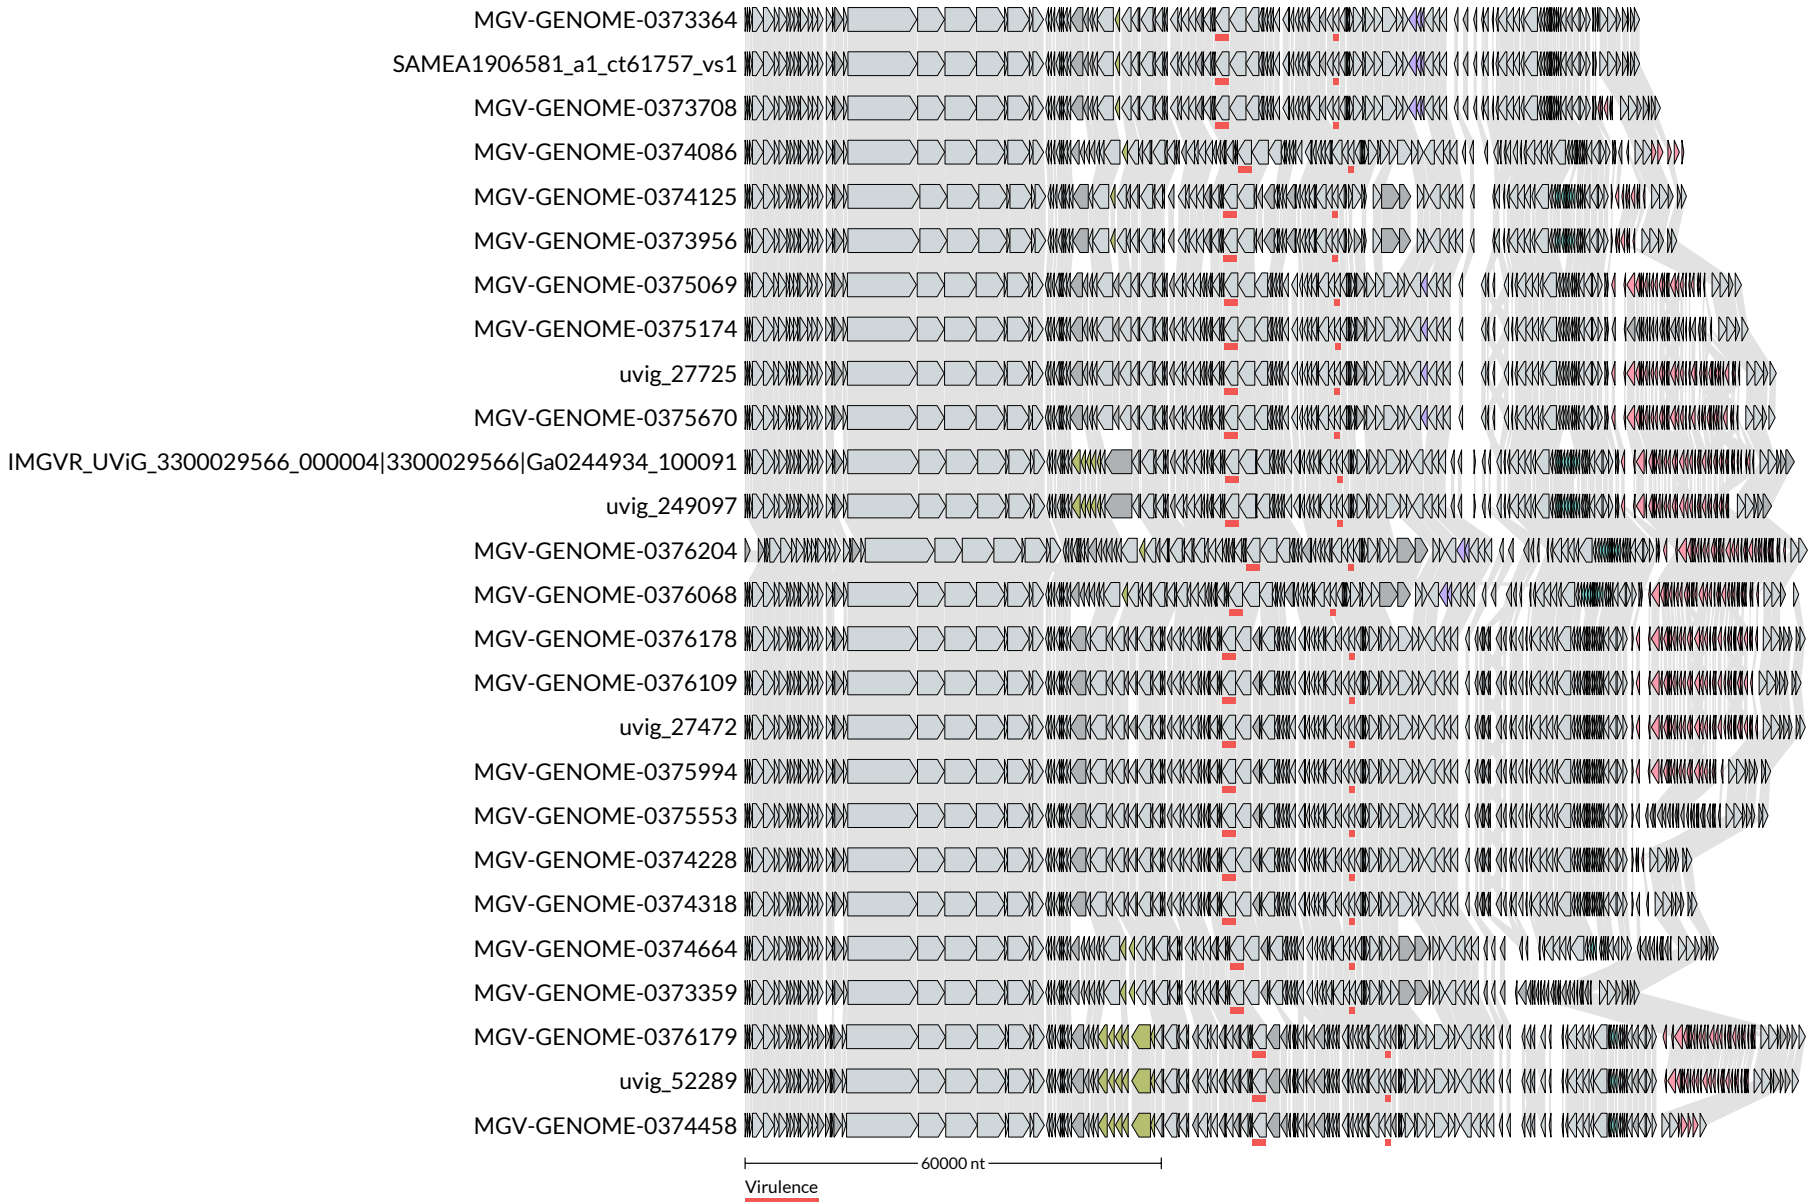 MGV-GENOME-0373364
SAMEA1906581_a1_ct61757_vs1
MGV-GENOME-0373708
MGV-GENOME-0374086
MGV-GENOME-0374125
MGV-GENOME-0373956
MGV-GENOME-0375069
MGV-GENOME-0375174
uvig_27725
MGV-GENOME-0375670
IMGVR_UViG_3300029566_000004|3300029566|Ga0244934_100091
uvig_249097
MGV-GENOME-0376204
MGV-GENOME-0376068
MGV-GENOME-0376178
MGV-GENOME-0376109
uvig_27472
MGV-GENOME-0375994
MGV-GENOME-0375553
MGV-GENOME-0374228
MGV-GENOME-0374318
MGV-GENOME-0374664
MGV-GENOME-0373359
MGV-GENOME-0376179
uvig_52289
MGV-GENOME-0374458
60000 nt
Virulence